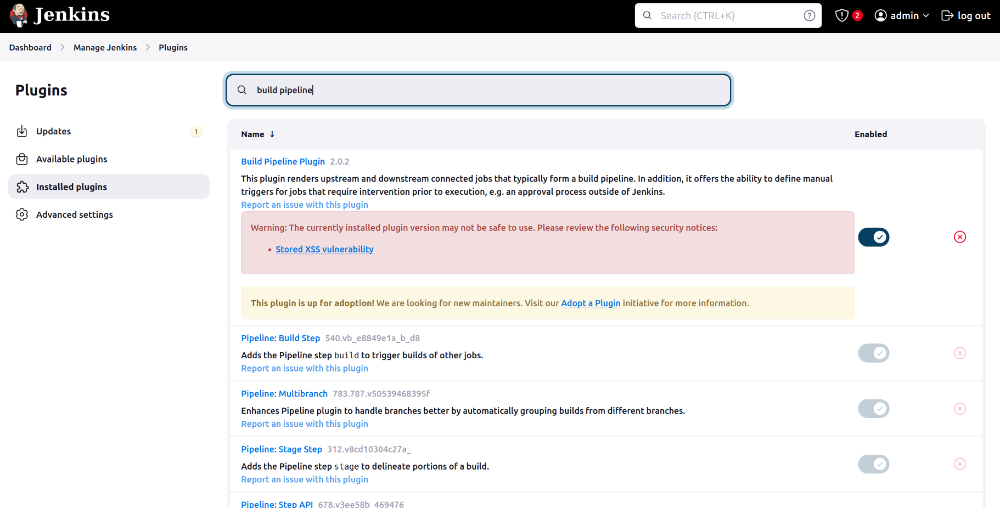 Jenkins
Search (CTRL+K)
2
admin
log out
Dashboard
Manage Jenkins
Plugins
Plugins
Updates
1
Available plugins
Installed plugins
Advanced settings
build pipeline
Name ↓
Enabled
Build Pipeline Plugin 2.0.2
This plugin renders upstream and downstream connected jobs that typically form a build pipeline. In addition, it offers the ability to define manual
triggers for jobs that require intervention prior to execution, e.g. an approval process outside of Jenkins.
Report an issue with this plugin
Warning: The currently installed plugin version may not be safe to use. Please review the following security notices:
• Stored XSS vulnerability
This plugin is up for adoption! We are looking for new maintainers. Visit our Adopt a Plugin initiative for more information.
Pipeline: Build Step 540.vb_e8849e1a_b_d8
Adds the Pipeline step build to trigger builds of other jobs.
Report an issue with this plugin
Pipeline: Multibranch 783.787.v50539468395f
Enhances Pipeline plugin to handle branches better by automatically grouping builds from different branches.
Report an issue with this plugin
Pipeline: Stage Step 312.v8cd10304c27a_
Adds the Pipeline step stage to delineate portions of a build.
Report an issue with this plugin
Pipeline: Step API 678.v3ee58b_469476